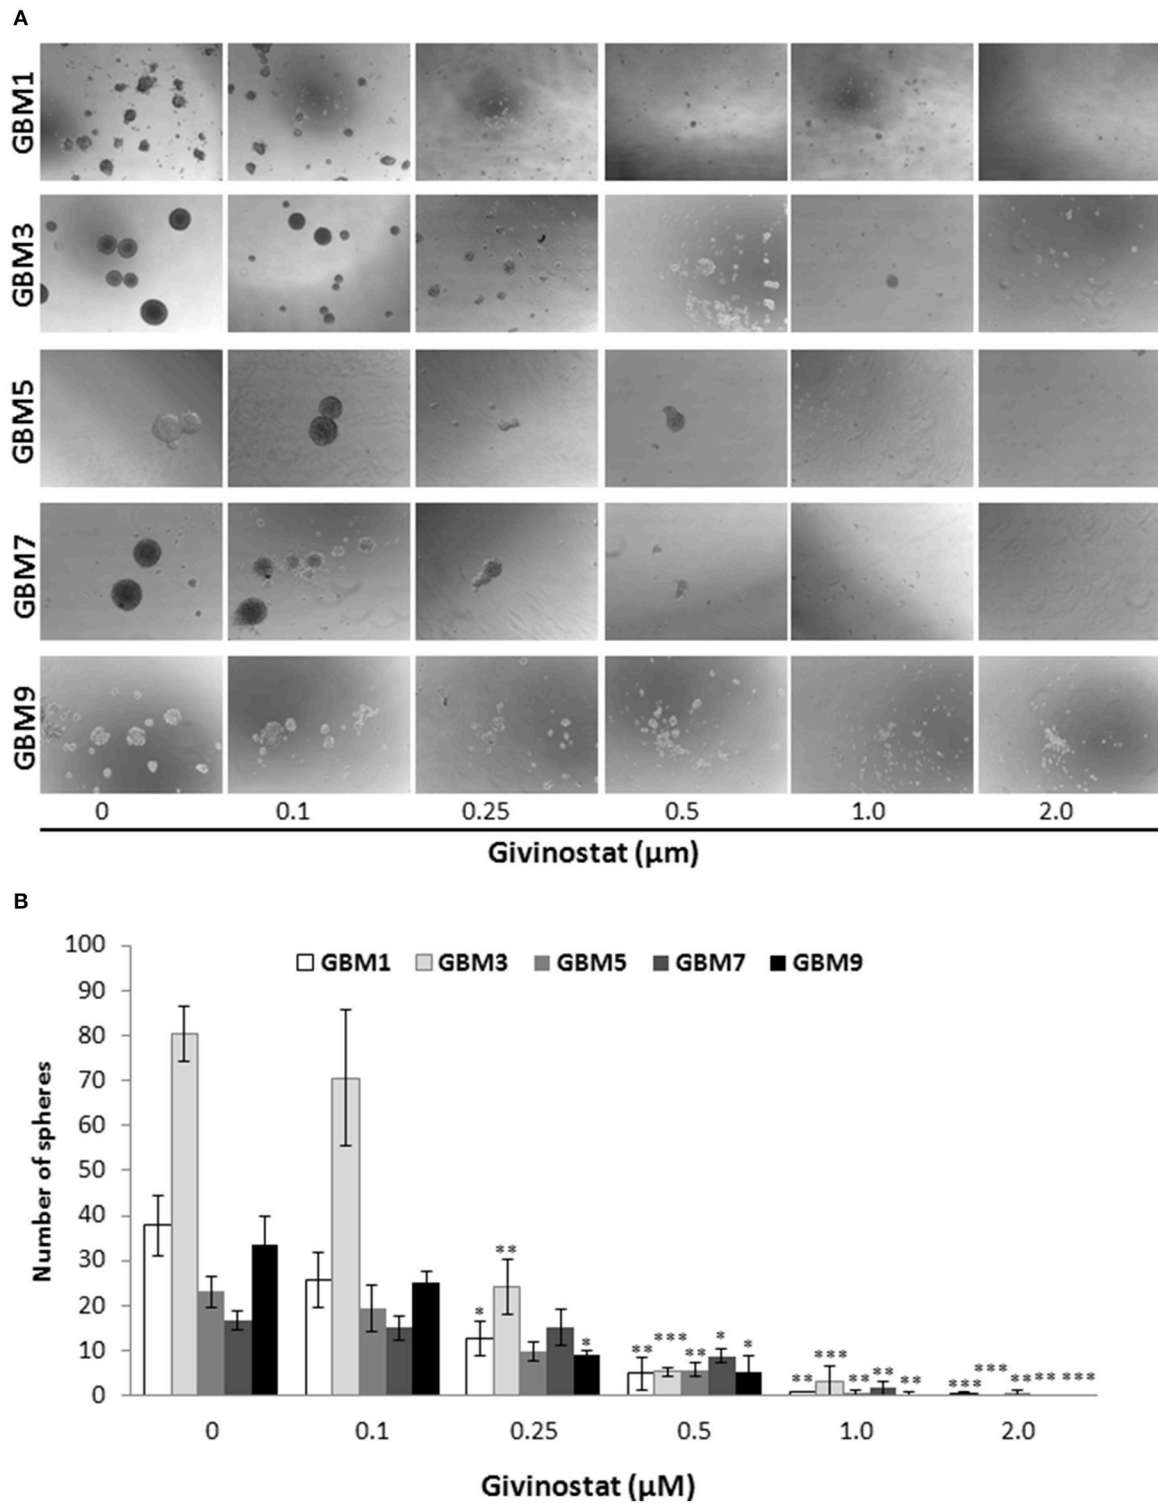 A
GBM1
GBM3
GBM5
GBM7
GBM9
0 0.1 0.25 0.5 1.0 2.0
Givinostat (µm)
B
GBM1 GBM3 GBM5 GBM7 GBM9
Number of spheres
100
90
80
70
60
50
40
30
20
10
0
* ** *
** *** ** * *
** *** ** ** **
*** *** ** ** ***
0 0.1 0.25 0.5 1.0 2.0
Givinostat (µM)